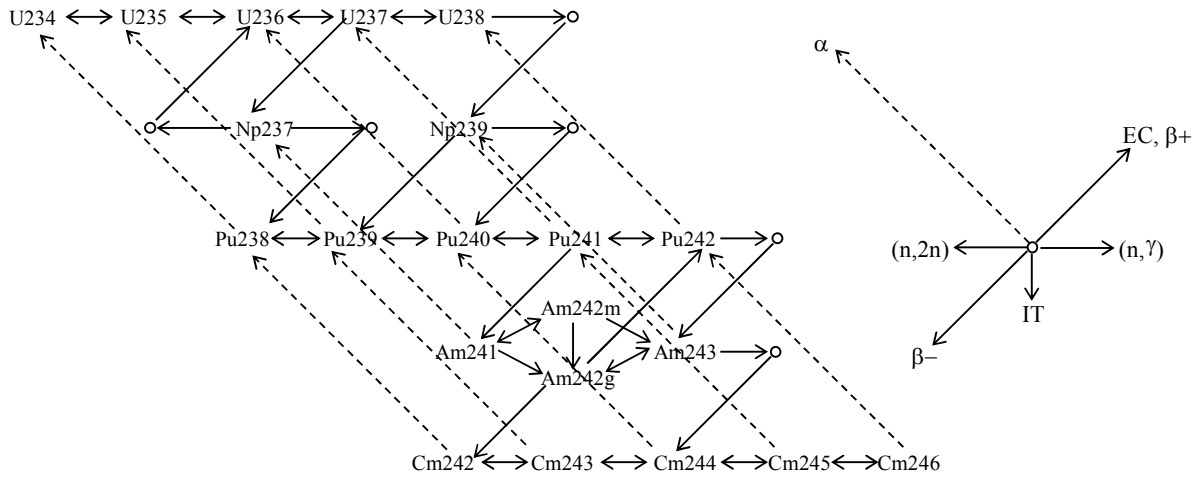 U234 U235 U236 U237 U238
α
Np237 Np239
EC, β+
Pu238 Pu239 Pu240 Pu241 Pu242
(n,2n) (n,γ)
Am242m
IT
Am241 Am243
β−
Am242g
Cm242 Cm243 Cm244 Cm245 Cm246